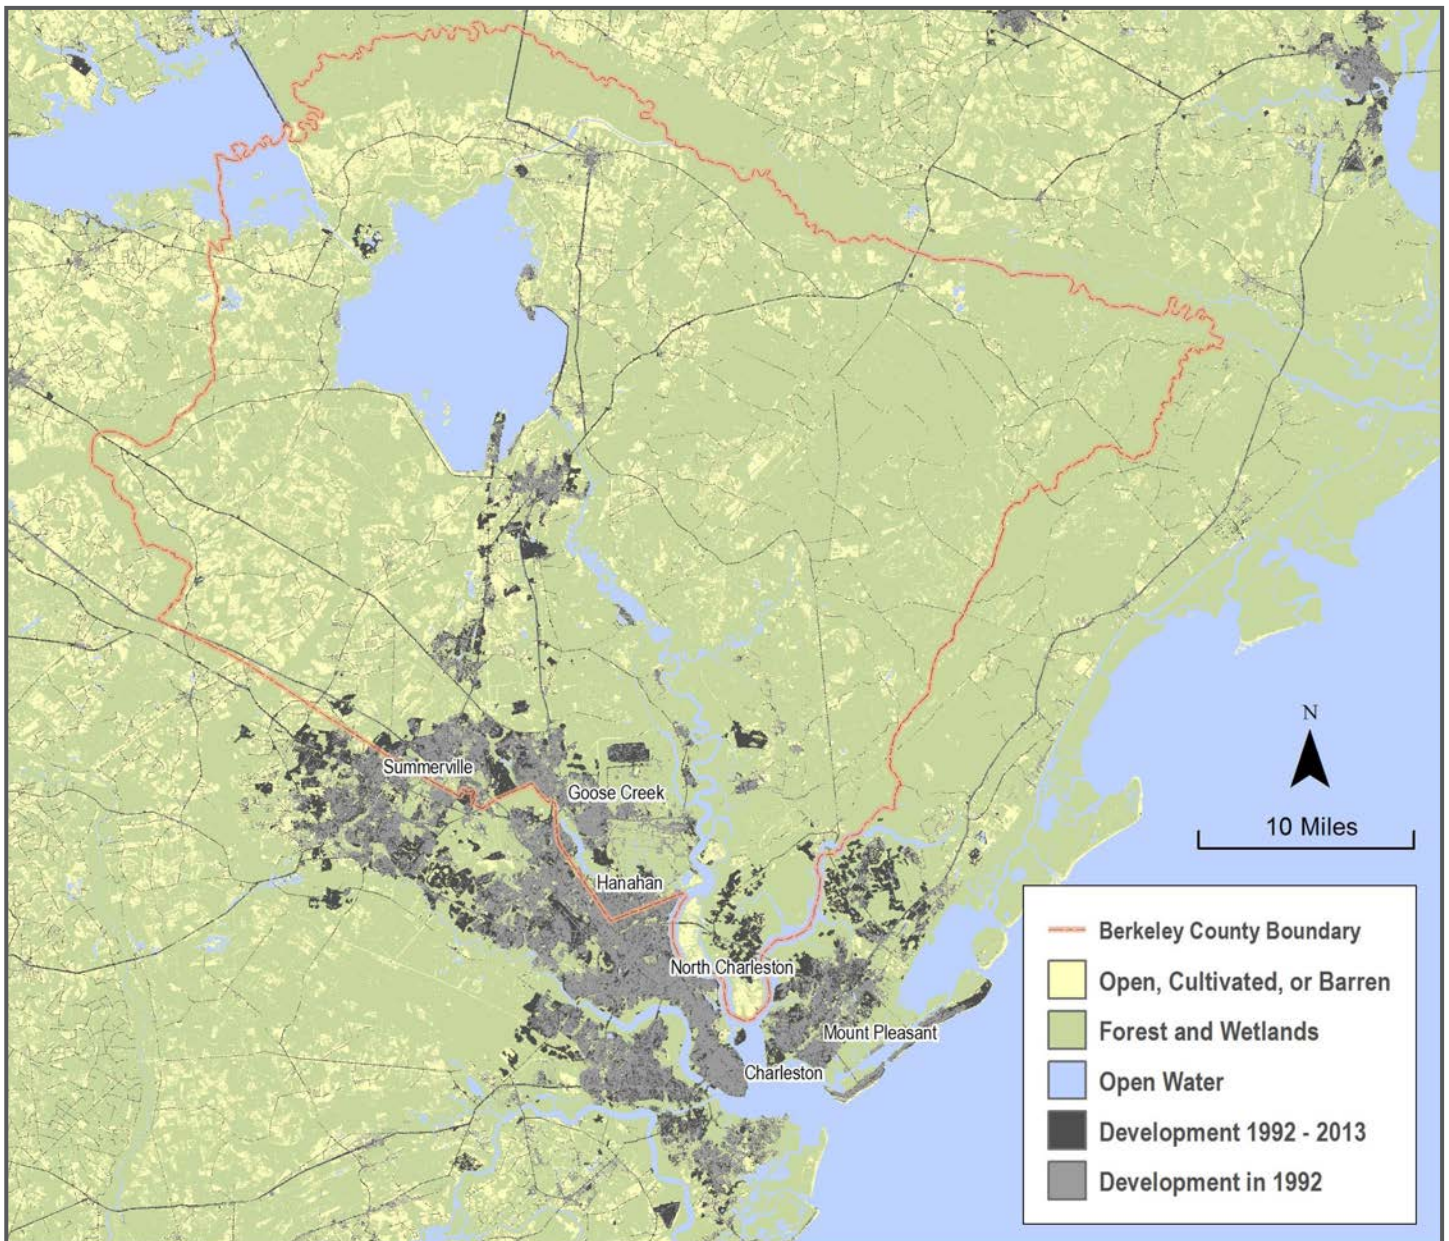 Summerville
Goose Creek
Hanahan
North Charleston
Mount Pleasant
Charleston
N
10 Miles
Berkeley County Boundary
Open, Cultivated, or Barren
Forest and Wetlands
Open Water
Development 1992 - 2013
Development in 1992